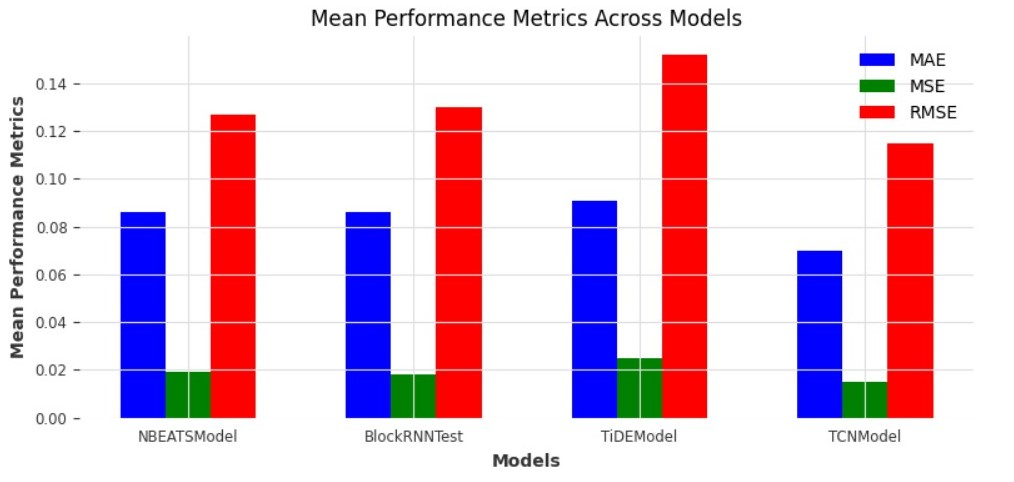 Mean Performance Metrics Across Models
Mean Performance Metrics
0.14
0.12
0.10
0.08
0.06
0.04
0.02
0.00
MAE
MSE
RMSE
NBEATSModel
BlockRNNTest
TiDEModel
TCNModel
Models